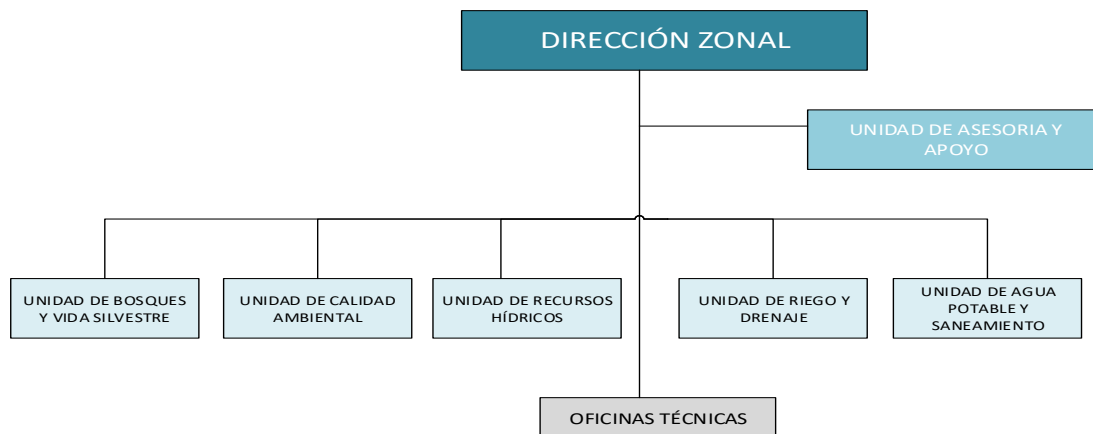 DIRECCIÓN ZONAL
UNIDAD DE ASESORIA Y
APOYO
UNIDAD DE BOSQUES
Y VIDA SILVESTRE
UNIDAD DE CALIDAD
AMBIENTAL
UNIDAD DE RECURSOS
HÍDRICOS
UNIDAD DE RIEGO Y
DRENAJE
UNIDAD DE AGUA
POTABLE Y
SANEAMIENTO
OFICINAS TÉCNICAS